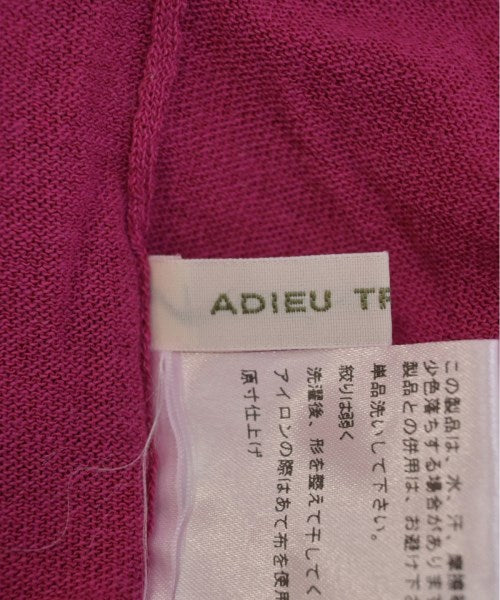 ADIEU TR
この製品は、水、汗、摩擦
少色落ちする場合があります
製品との併用は、お避け下さ
単品洗いして下さい。
絞りは弱く
洗濯後、形を整えて干してく
アイロンの際はあて布を使用
原寸仕上げ